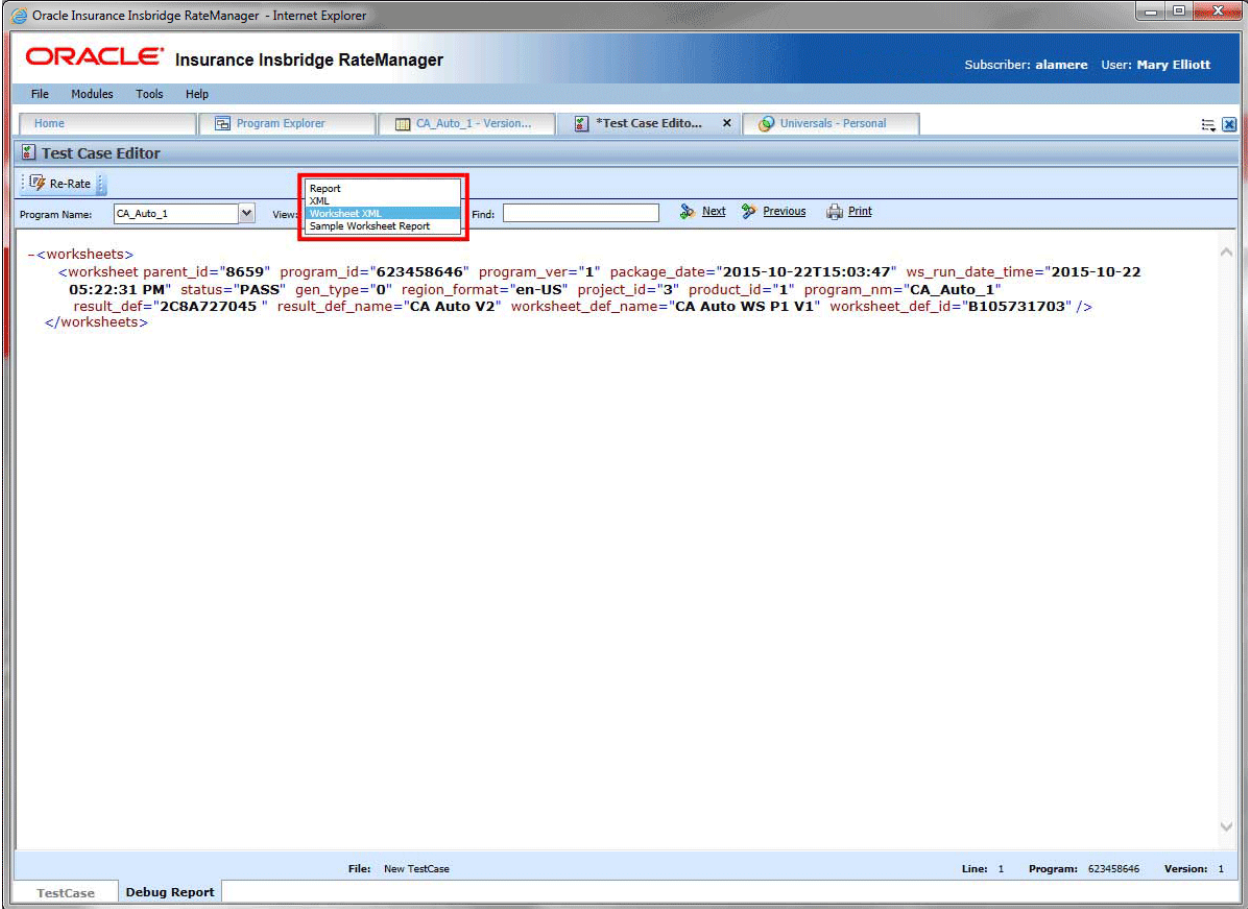 Oracle Insurance Insbridge RateManager - Internet Explorer
ORACLE Insurance Insbridge RateManager
Subscriber: alamere User: Mary Elliott
File Modules Tools Help
Home Program Explorer CA_Auto_1 - Version... *Test Case Edito... x Universals - Personal
Test Case Editor
Re-Rate
Program Name: CA_Auto_1 View: Find: Next Previous Print
Report
XML
Worksheet XML
Sample Worksheet Report
-<worksheets>
<worksheet parent_id="8659" program_id="623458646" program_ver="1" package_date="2015-10-22T15:03:47" ws_run_date_time="2015-10-22
05:22:31 PM" status="PASS" gen_type="0" region_format="en-US" project_id="3" product_id="1" program_nm="CA_Auto_1"
result_def="2C8A727045 " result_def_name="CA Auto V2" worksheet_def_name="CA Auto WS P1 V1" worksheet_def_id="B105731703" />
</worksheets>
File: New TestCase Line: 1 Program: 623458646 Version: 1
TestCase Debug Report